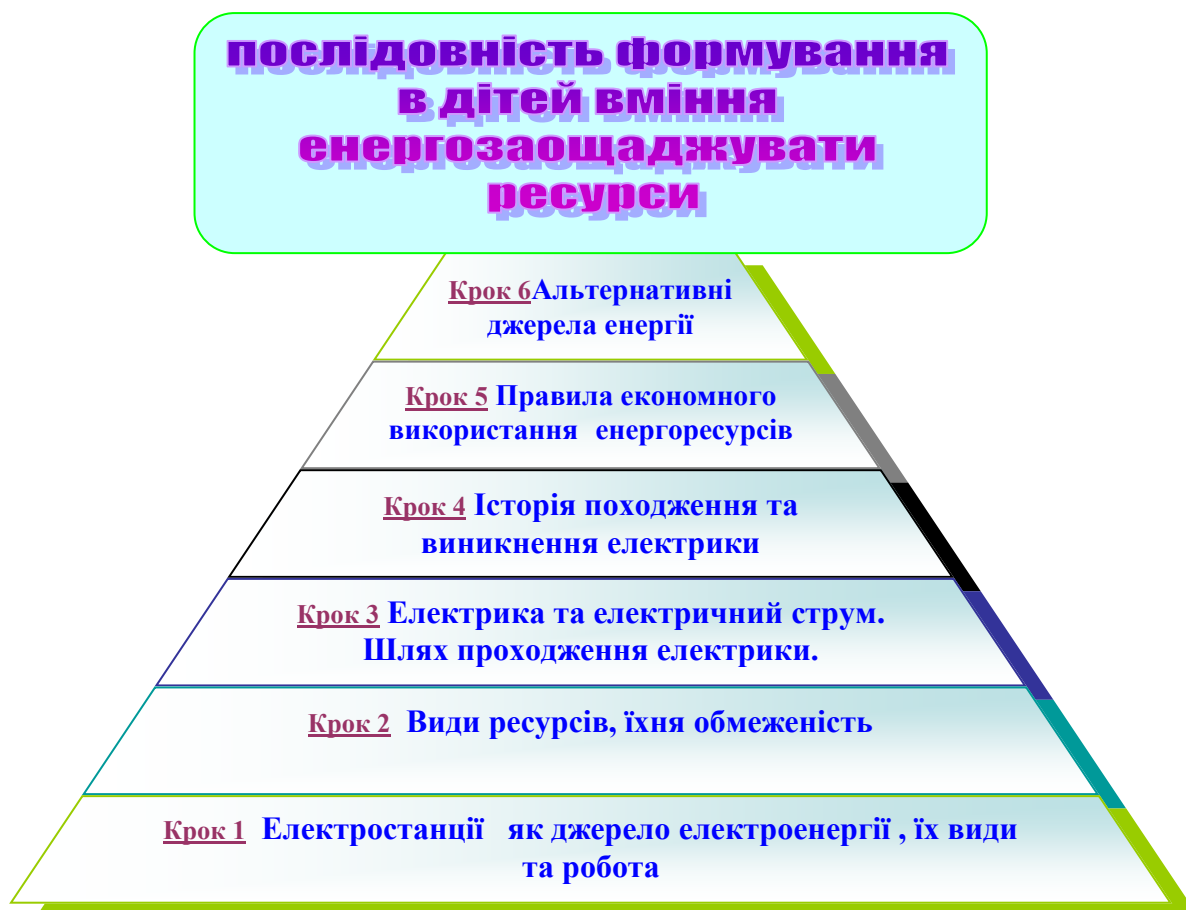 послідовність формування
в дітей вміння
енергозаощаджувати
ресурси
Крок 6Альтернативні
джерела енергії
Крок 5 Правила економного
використання енергоресурсів
Крок 4 Історія походження та
виникнення електрики
Крок 3 Електрика та електричний струм.
Шлях проходження електрики.
Крок 2 Види ресурсів, їхня обмеженість
Крок 1 Електростанції як джерело електроенергії , їх види
та робота